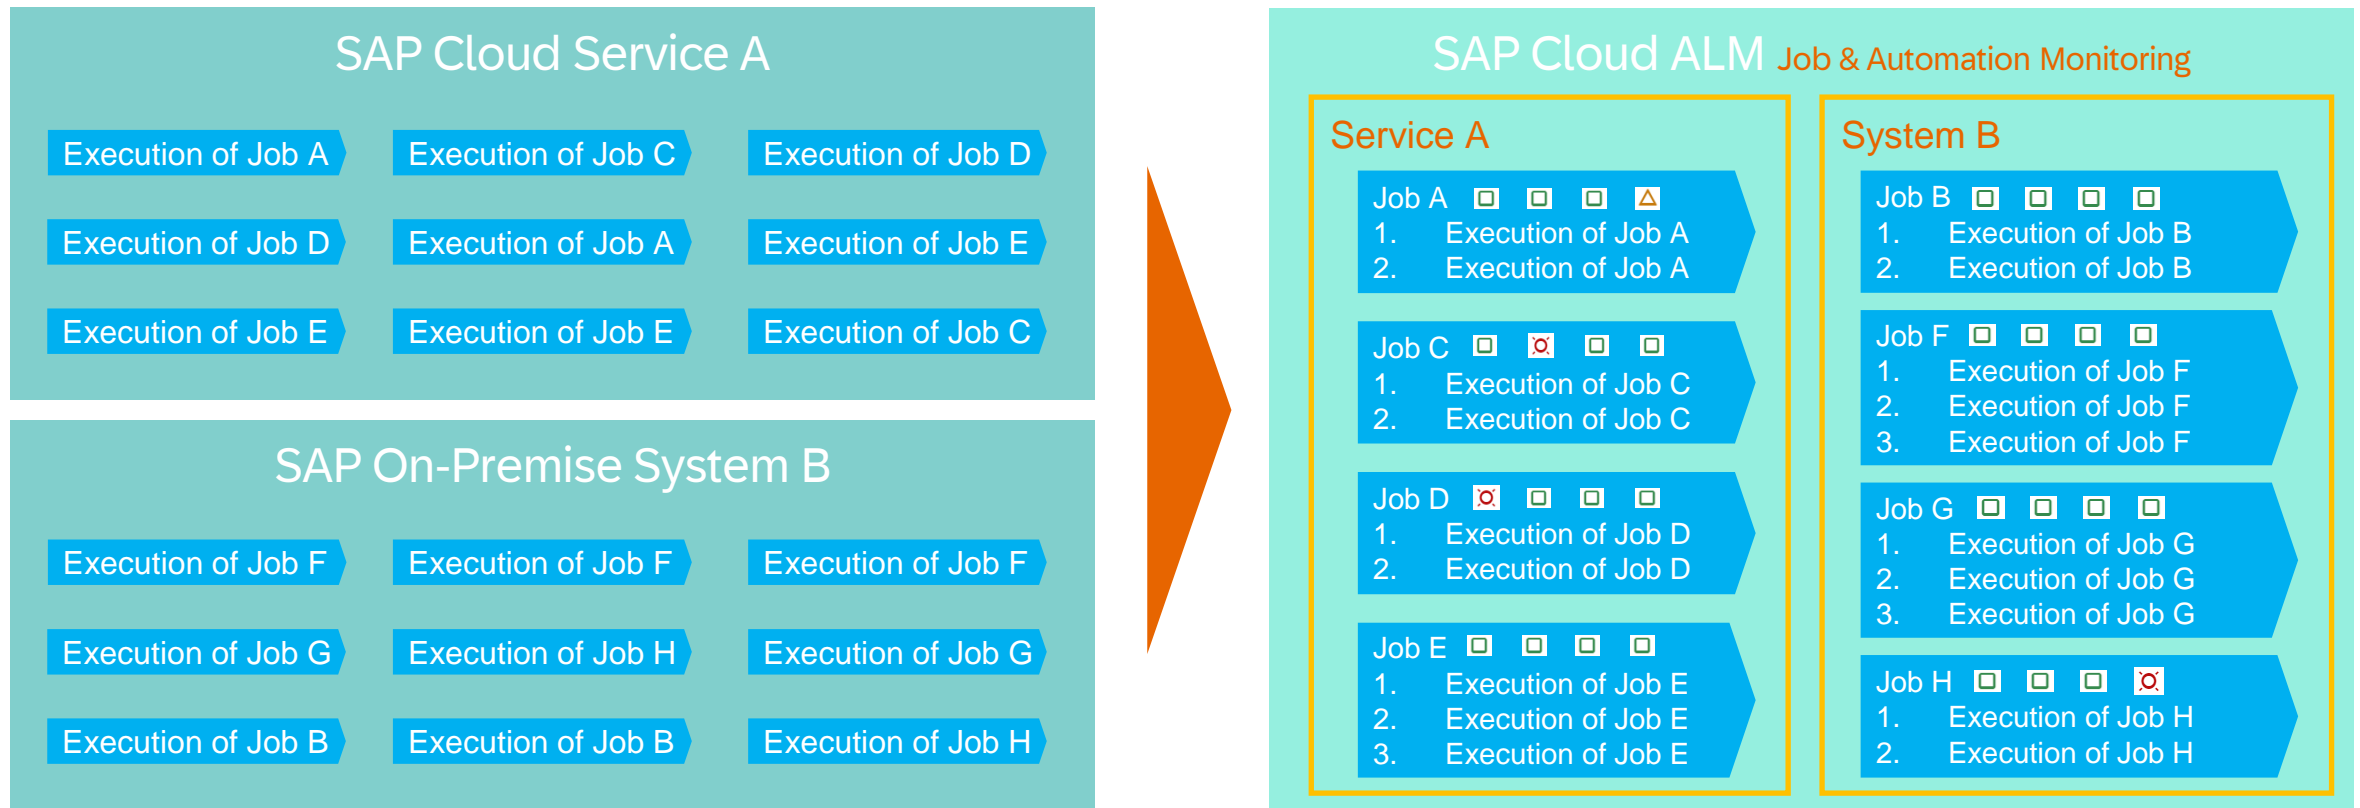 SAP Cloud Service A
Execution of Job A
Execution of Job C
Execution of Job D
Execution of Job D
Execution of Job A
Execution of Job E
Execution of Job E
Execution of Job E
Execution of Job C
SAP On-Premise System B
Execution of Job F
Execution of Job F
Execution of Job F
Execution of Job G
Execution of Job H
Execution of Job G
Execution of Job B
Execution of Job B
Execution of Job H
SAP Cloud ALM Job & Automation Monitoring
Service A
Job A
1. Execution of Job A
2. Execution of Job A
Job C
1. Execution of Job C
2. Execution of Job C
Job D
1. Execution of Job D
2. Execution of Job D
Job E
1. Execution of Job E
2. Execution of Job E
3. Execution of Job E
System B
Job B
1. Execution of Job B
2. Execution of Job B
Job F
1. Execution of Job F
2. Execution of Job F
3. Execution of Job F
Job G
1. Execution of Job G
2. Execution of Job G
3. Execution of Job G
Job H
1. Execution of Job H
2. Execution of Job H